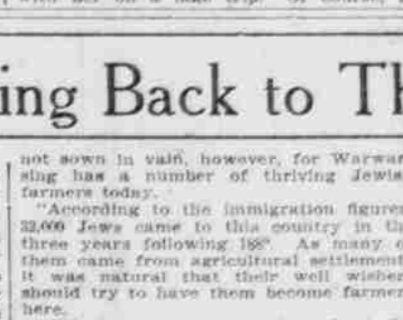 ing Back to Th
not sown in vain, however, for Warwar
sing has a number of thriving Jewis
farmers today.
"According to the immigration figure
32,000 Jews came to this country in th
three years following As many o
them came from agricultural settlement
it was natural that their well wisher
should try to have them become farmer
here.